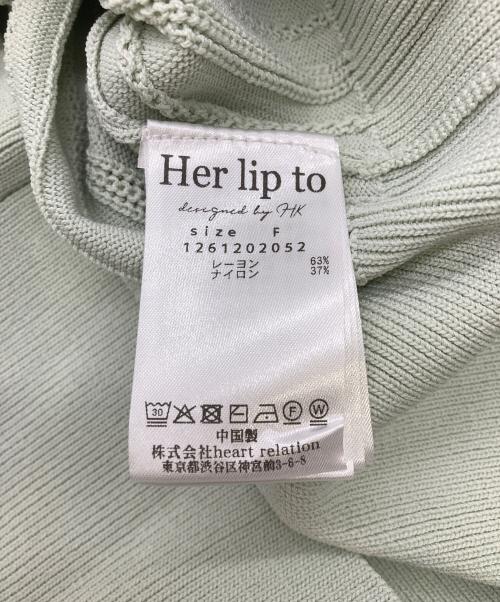 Her lip to
designed by HK
size F
1261202052
レーヨン 63%
ナイロン 37%
30 F W
中国製
株式会社heart relation
東京都渋谷区神宮前3-6-8